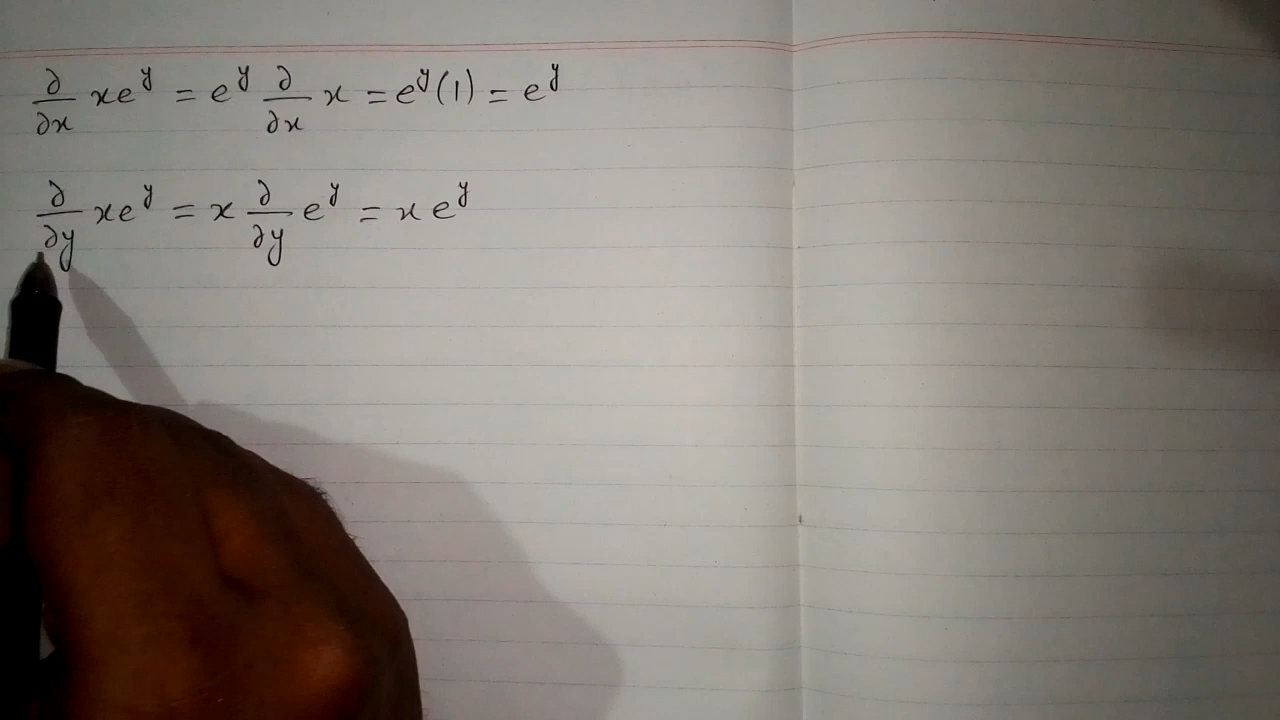 ∂/∂x xe^y = e^y ∂/∂x x = e^y(1) = e^y
∂/∂y xe^y = x ∂/∂y e^y = x e^y